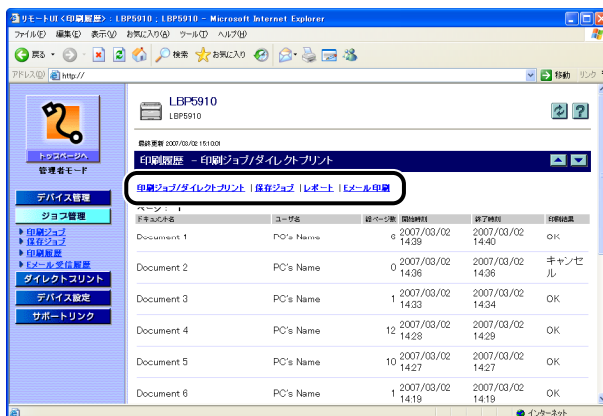 リモートUI <印刷履歴> : LBP5910 ; LBP5910 - Microsoft Internet Explorer
ファイル(F) 編集(E) 表示(V) お気に入り(A) ツール(T) ヘルプ(H)
戻る 検索 お気に入り
アドレス(D) http:// 移動 リンク
LBP5910
LBP5910
最終更新 2007/03/02 15:10:01
トップページへ
管理者モード
印刷履歴 - 印刷ジョブ/ダイレクトプリント
印刷ジョブ/ダイレクトプリント | 保存ジョブ | レポート | Eメール印刷
デバイス管理
ジョブ管理
印刷ジョブ
保存ジョブ
印刷履歴
Eメール受信履歴
ダイレクトプリント
デバイス設定
サポートリンク
ページ: 1
ドキュメント名 ユーザ名 総ページ数 開始時刻 終了時刻 印刷結果
Document 1 PC's Name 6 2007/03/02 14:39 2007/03/02 14:40 OK
Document 2 PC's Name 0 2007/03/02 14:36 2007/03/02 14:36 キャンセル
Document 3 PC's Name 1 2007/03/02 14:33 2007/03/02 14:34 OK
Document 4 PC's Name 12 2007/03/02 14:28 2007/03/02 14:29 OK
Document 5 PC's Name 10 2007/03/02 14:27 2007/03/02 14:27 OK
Document 6 PC's Name 1 2007/03/02 14:19 2007/03/02 14:19 OK
インターネット